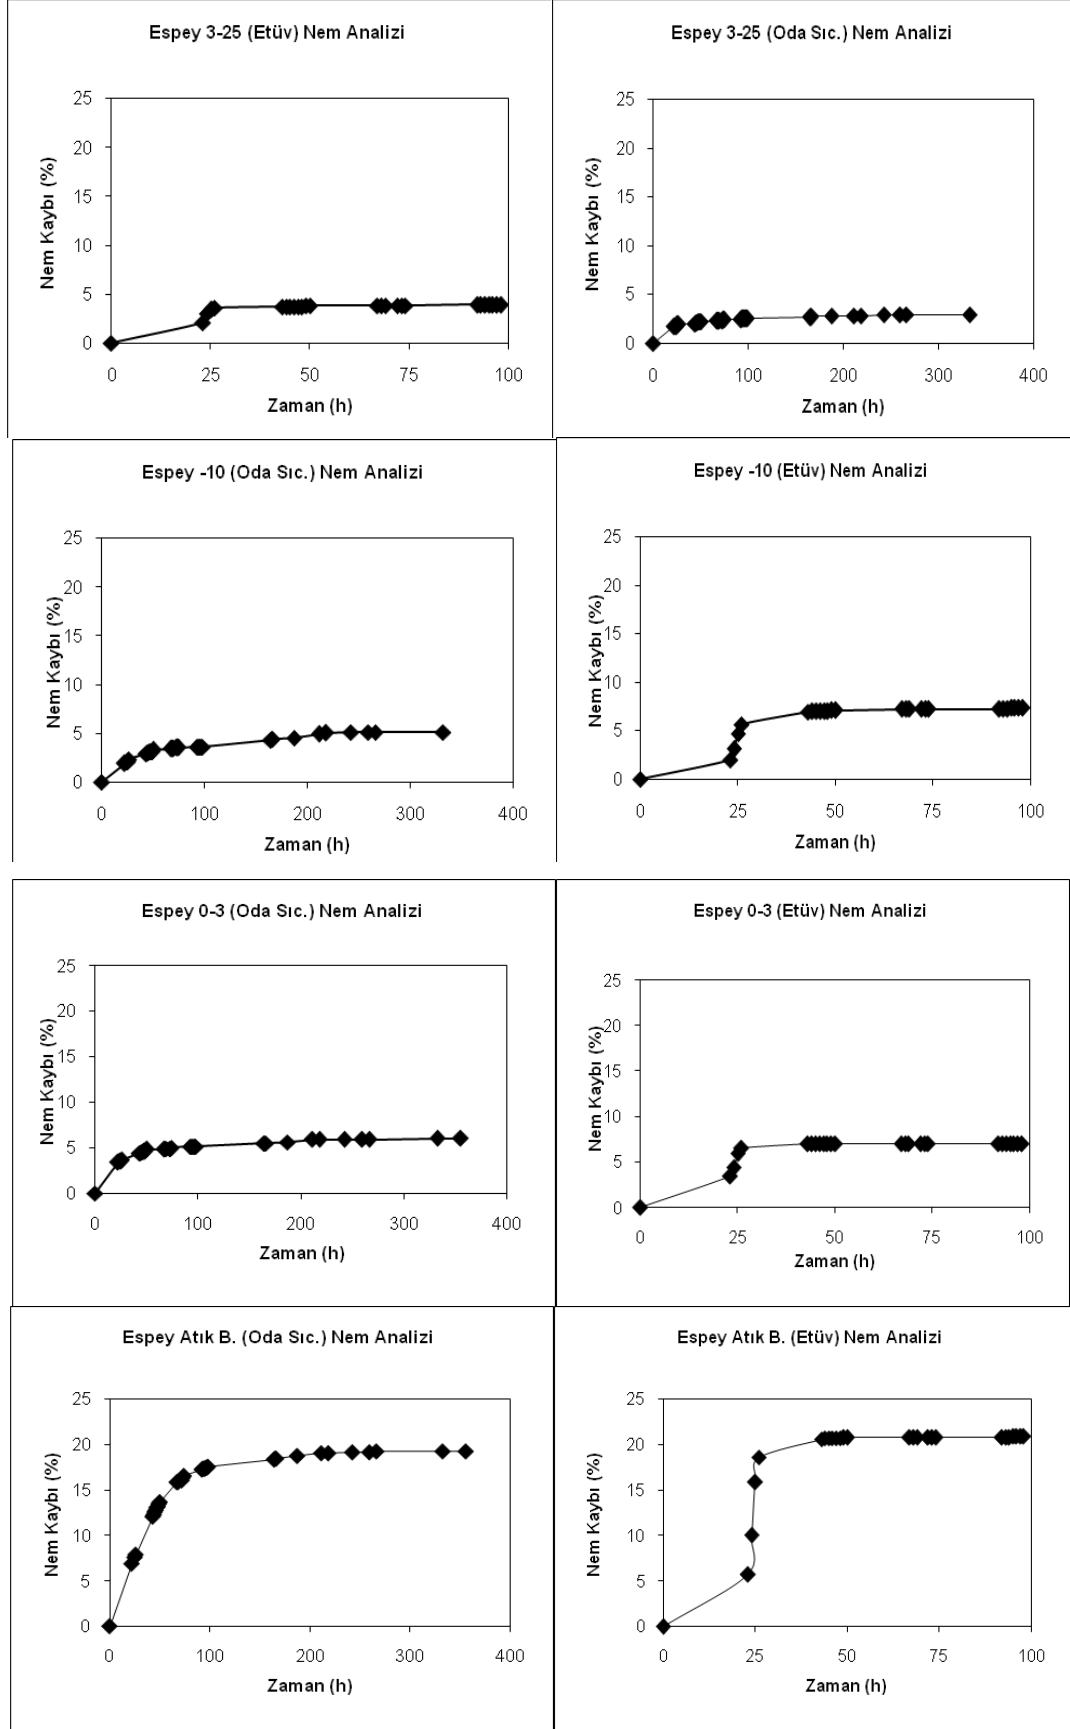 Espey 3-25 (Etüv) Nem Analizi
25
20
15
10
5
0
Nem Kaybı (%)
0 25 50 75 100
Zaman (h)
Espey 3-25 (Oda Sıc.) Nem Analizi
25
20
15
10
5
0
Nem Kaybı (%)
0 100 200 300 400
Zaman (h)
Espey -10 (Oda Sıc.) Nem Analizi
25
20
15
10
5
0
Nem Kaybı (%)
0 100 200 300 400
Zaman (h)
Espey -10 (Etüv) Nem Analizi
25
20
15
10
5
0
Nem Kaybı (%)
0 25 50 75 100
Zaman (h)
Espey 0-3 (Oda Sıc.) Nem Analizi
25
20
15
10
5
0
Nem Kaybı (%)
0 100 200 300 400
Zaman (h)
Espey 0-3 (Etüv) Nem Analizi
25
20
15
10
5
0
Nem Kaybı (%)
0 25 50 75 100
Zaman (h)
Espey Atık B. (Oda Sıc.) Nem Analizi
25
20
15
10
5
0
Nem Kaybı (%)
0 100 200 300 400
Zaman (h)
Espey Atık B. (Etüv) Nem Analizi
25
20
15
10
5
0
Nem Kaybı (%)
0 25 50 75 100
Zaman (h)